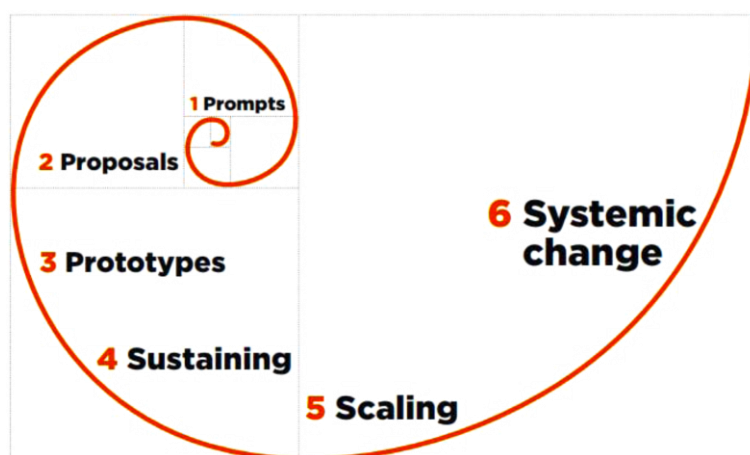 1 Prompts
2 Proposals
3 Prototypes
4 Sustaining
5 Scaling
6 Systemic
change